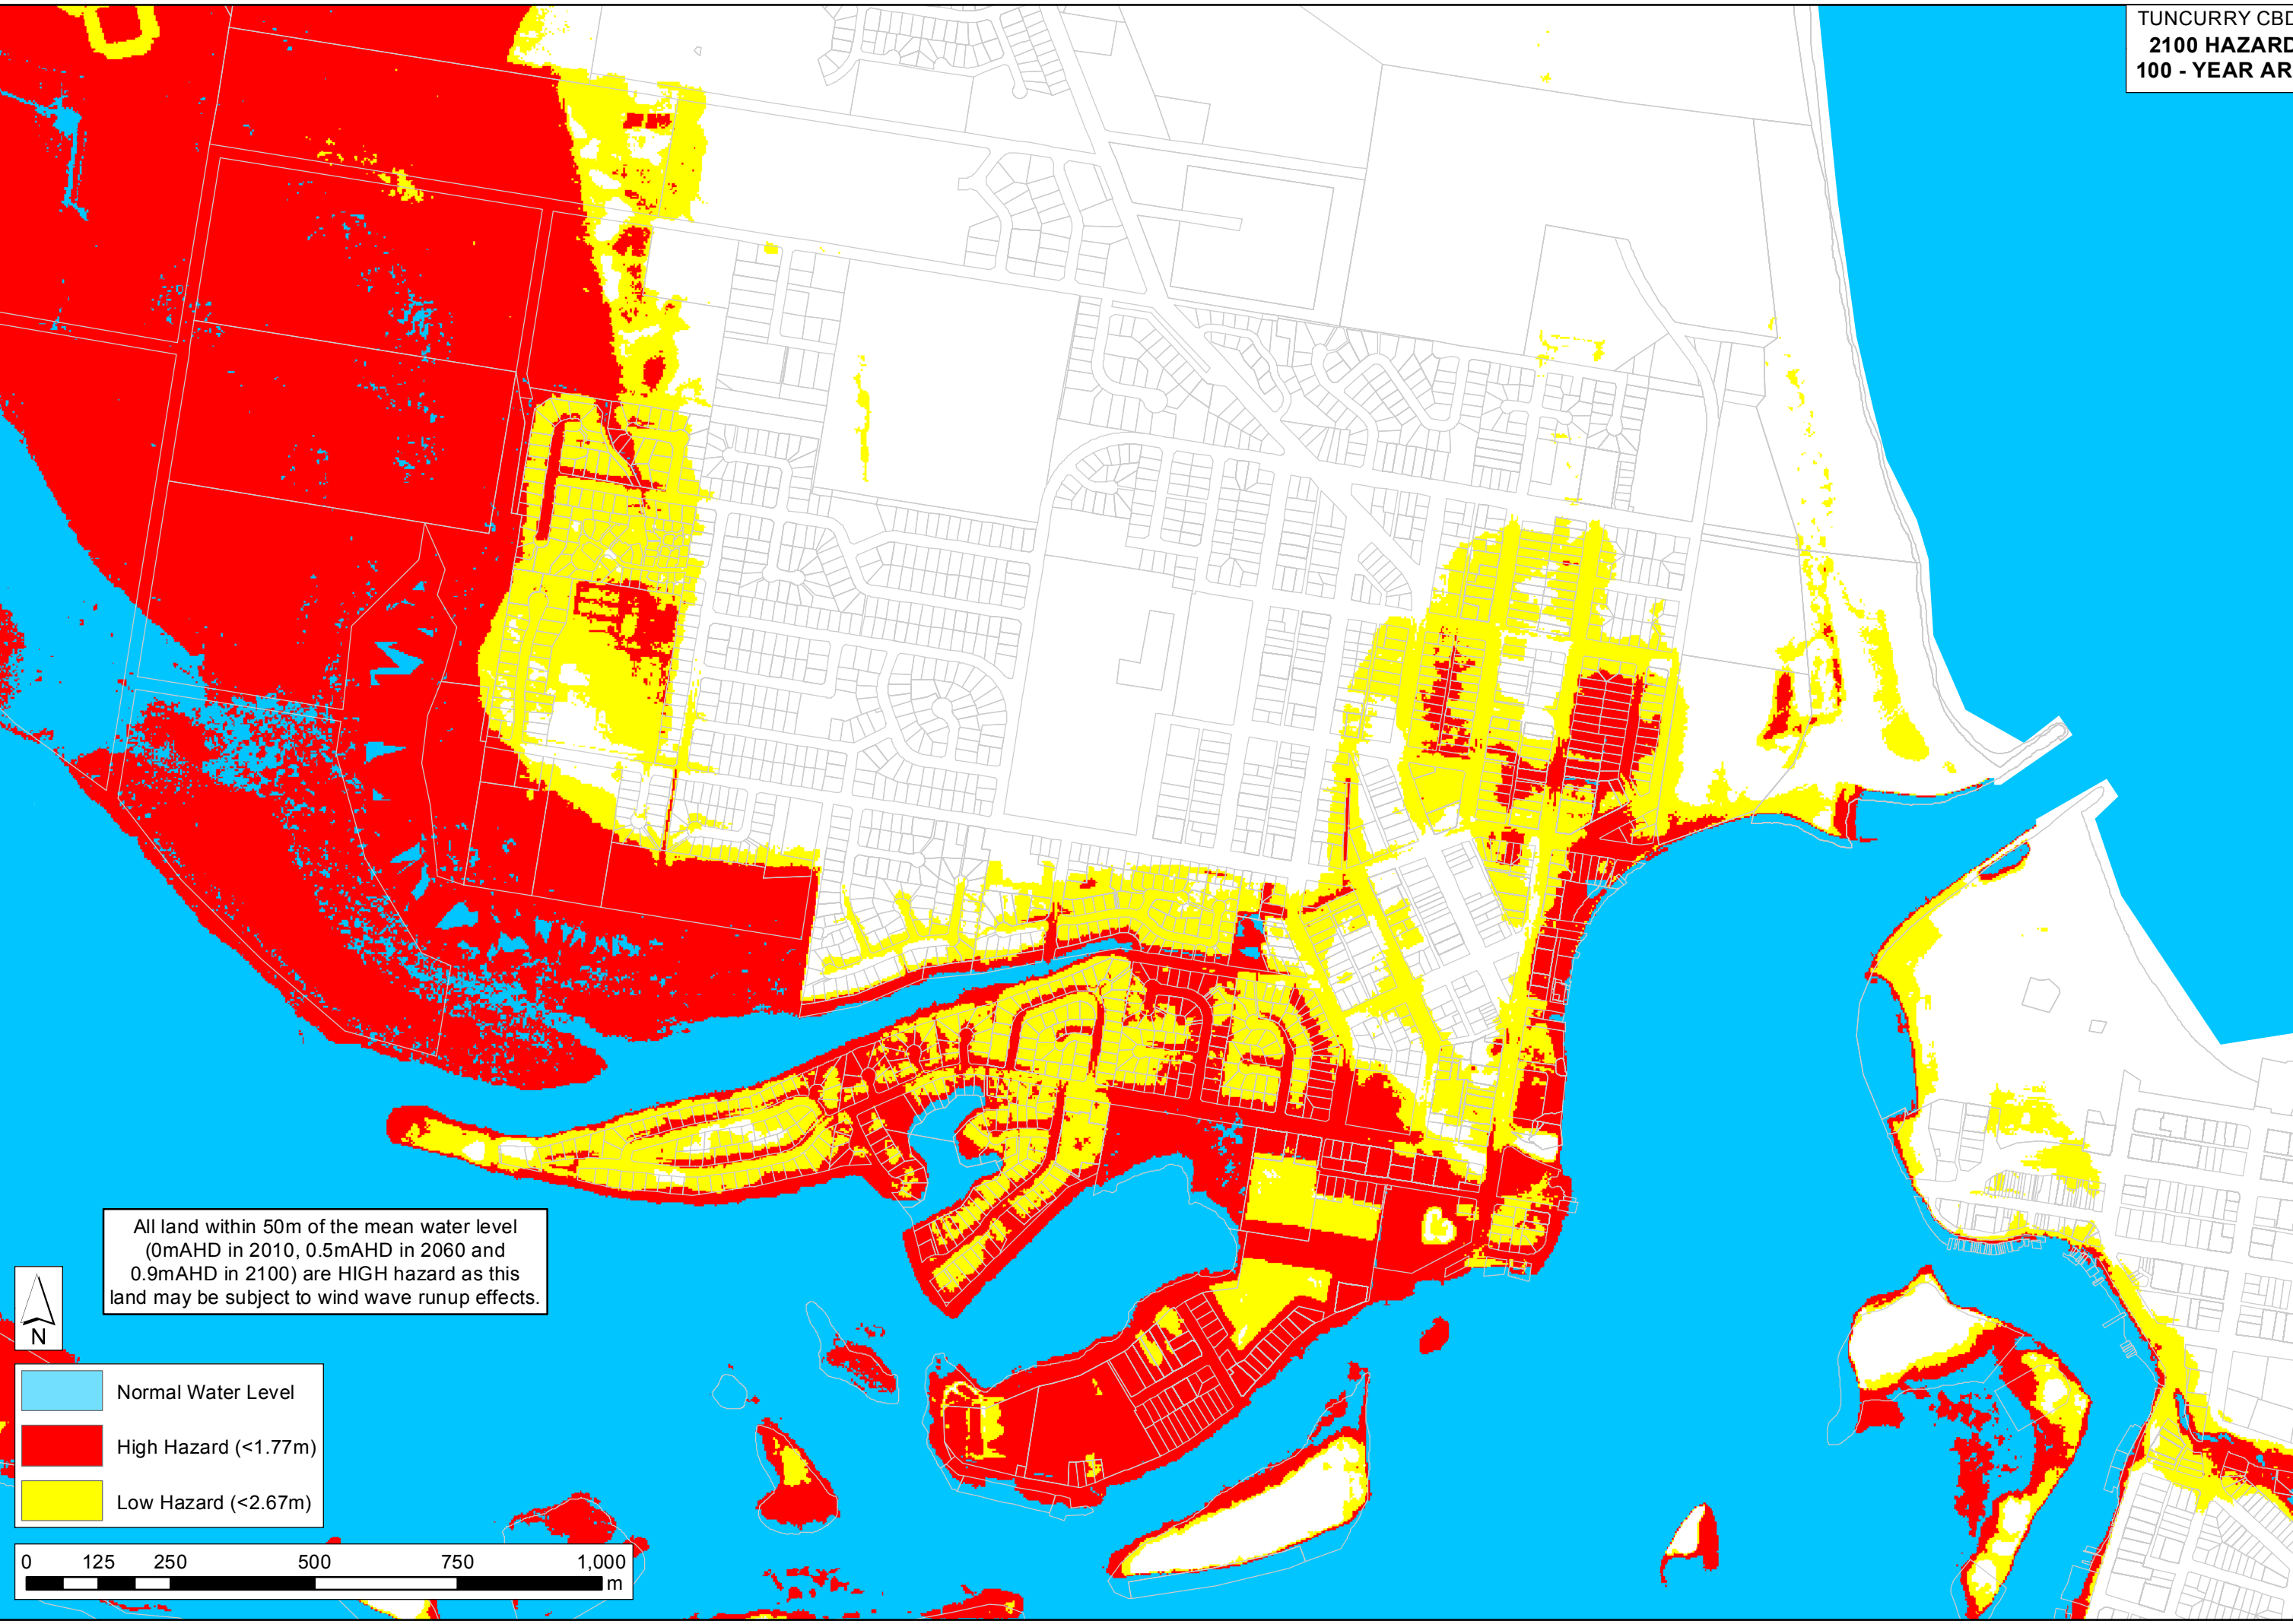 TUNCURRY CBD
2100 HAZARD
100 - YEAR AR
All land within 50m of the mean water level
(0mAHD in 2010, 0.5mAHD in 2060 and
0.9mAHD in 2100) are HIGH hazard as this
land may be subject to wind wave runup effects.
N
Normal Water Level
High Hazard (<1.77m)
Low Hazard (<2.67m)
0 125 250 500 750 1,000
m